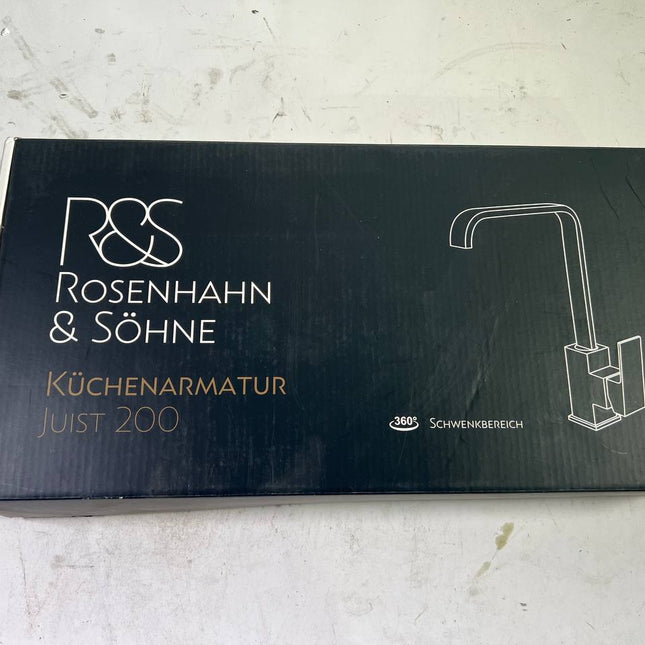 R&S
Rosenhahn
& Söhne
Küchenarmatur
Juist 200
360° Schwenkbereich